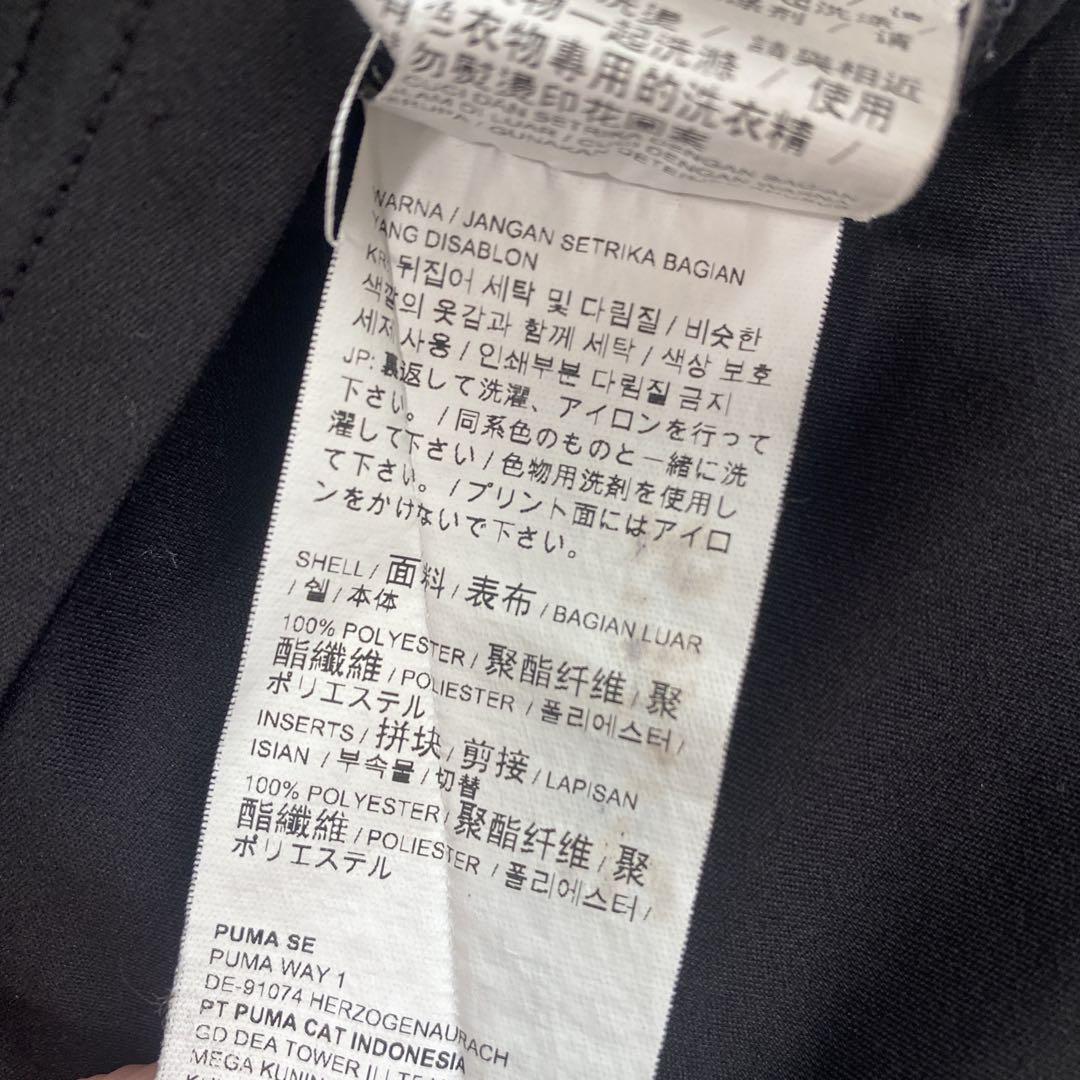 物一起洗滌 / 請與相近
色衣物專用的洗衣精 / 使用
勿熨燙印花圖案 /
WARNA / JANGAN SETRIKA BAGIAN
YANG DISABLON
KR: 뒤집어 세탁 및 다림질 / 비슷한
색깔의 옷감과 함께 세탁 / 색상 보호
세저 사용 / 인쇄부분 다림질 금지
JP: 裏返して洗濯、アイロンを行って
下さい。 / 同系色のものと一緒に洗
濯して下さい / 色物用洗剤を使用し
て下さい。 / プリント面にはアイロ
ンをかけないで下さい。
SHELL / 面料 / 表布 / BAGIAN LUAR
/ 쉘 / 本体
100% POLYESTER / 聚酯纤维 / 聚
酯纖維 / POLIESTER / 폴리에스터 /
ポリエステル
INSERTS / 拼块 / 剪接 / LAPISAN
ISIAN / 부속물 / 切替
100% POLYESTER / 聚酯纤维 / 聚
酯纖維 / POLIESTER / 폴리에스터 /
ポリエステル
PUMA SE
PUMA WAY 1
DE-91074 HERZOGENAURACH
PT PUMA CAT INDONESIA
GD DEA TOWER
MEGA KUNIN